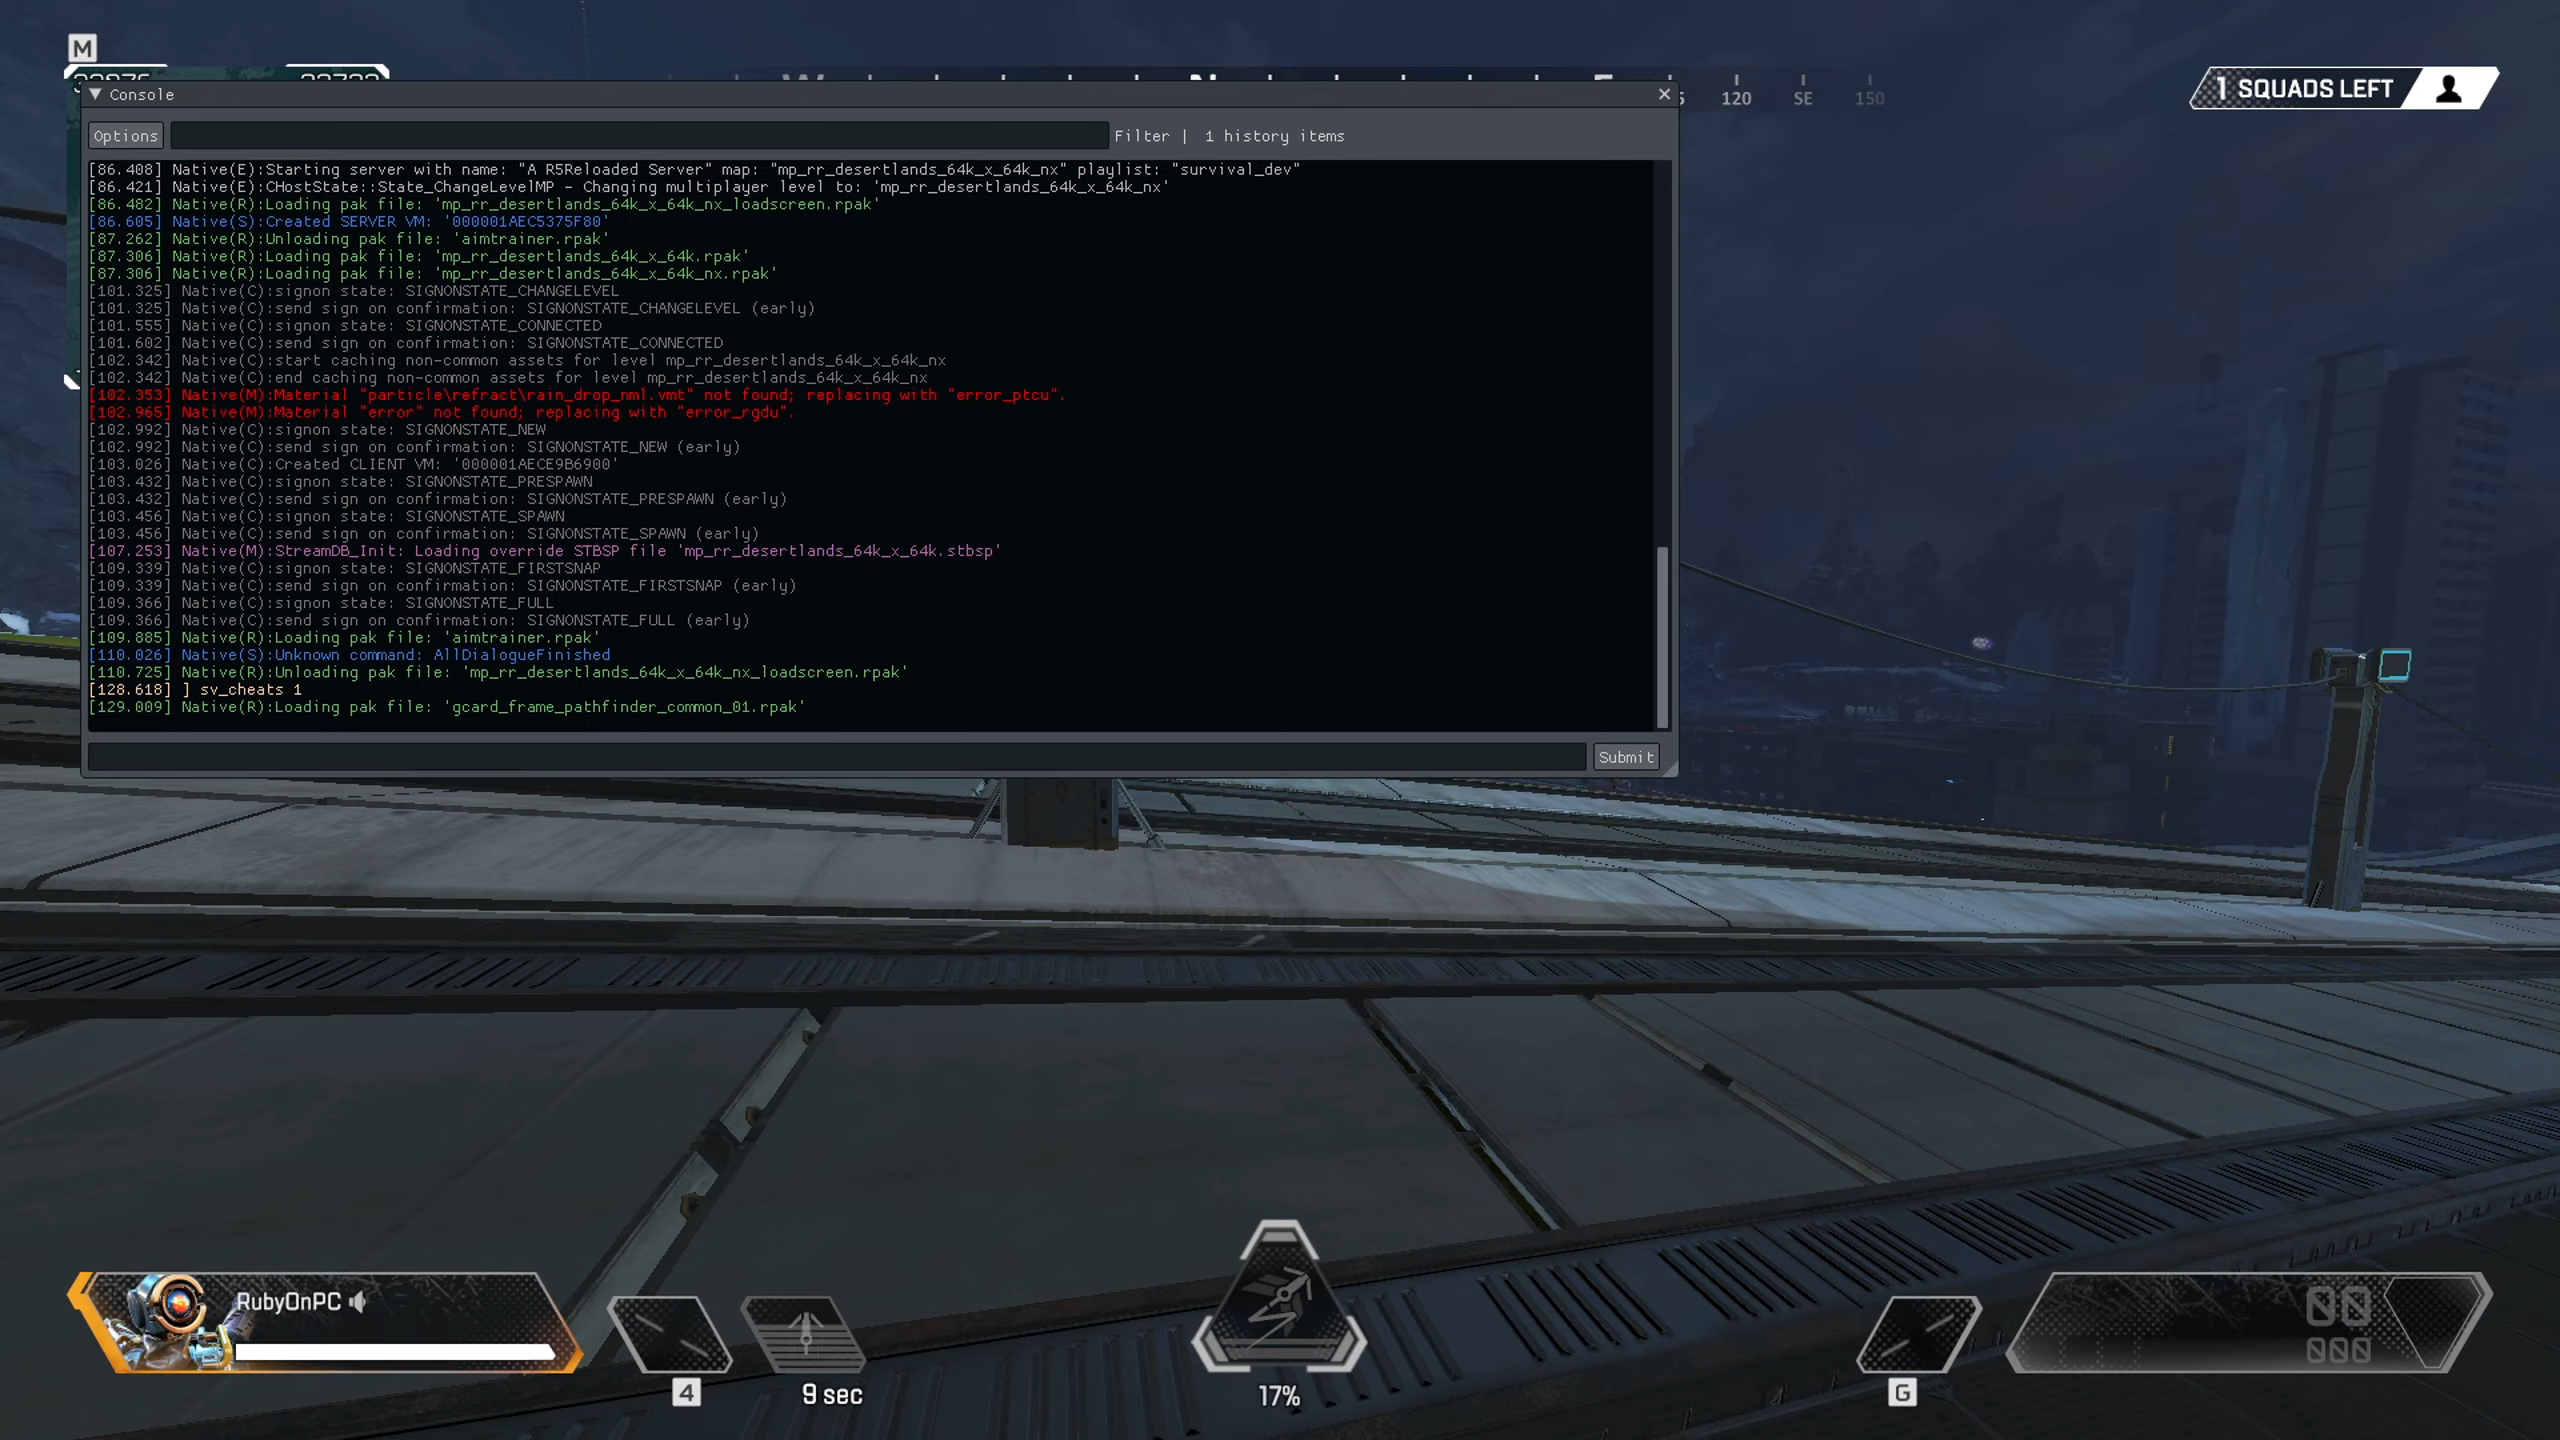 M
120 SE 150
1 SQUADS LEFT
Console
Options
Filter | 1 history items
[86.408] Native(E):Starting server with name: "A R5Reloaded Server" map: "mp_rr_desertlands_64k_x_64k_nx" playlist: "survival_dev"
[86.421] Native(E):CHostState::State_ChangeLevelMP - Changing multiplayer level to: 'mp_rr_desertlands_64k_x_64k_nx'
[86.482] Native(R):Loading pak file: 'mp_rr_desertlands_64k_x_64k_nx_loadscreen.rpak'
[86.605] Native(S):Created SERVER VM: '000001AEC5375F80'
[87.262] Native(R):Unloading pak file: 'aimtrainer.rpak'
[87.306] Native(R):Loading pak file: 'mp_rr_desertlands_64k_x_64k.rpak'
[87.306] Native(R):Loading pak file: 'mp_rr_desertlands_64k_x_64k_nx.rpak'
[101.325] Native(C):signon state: SIGNONSTATE_CHANGELEVEL
[101.325] Native(C):send sign on confirmation: SIGNONSTATE_CHANGELEVEL (early)
[101.555] Native(C):signon state: SIGNONSTATE_CONNECTED
[101.602] Native(C):send sign on confirmation: SIGNONSTATE_CONNECTED
[102.342] Native(C):start caching non-common assets for level mp_rr_desertlands_64k_x_64k_nx
[102.342] Native(C):end caching non-common assets for level mp_rr_desertlands_64k_x_64k_nx
[102.353] Native(M):Material "particle\refract\rain_drop_nml.vmt" not found; replacing with "error_ptcu".
[102.965] Native(M):Material "error" not found; replacing with "error_rgdu".
[102.992] Native(C):signon state: SIGNONSTATE_NEW
[102.992] Native(C):send sign on confirmation: SIGNONSTATE_NEW (early)
[103.026] Native(C):Created CLIENT VM: '000001AECE9B6900'
[103.432] Native(C):signon state: SIGNONSTATE_PRESPAWN
[103.432] Native(C):send sign on confirmation: SIGNONSTATE_PRESPAWN (early)
[103.456] Native(C):signon state: SIGNONSTATE_SPAWN
[103.456] Native(C):send sign on confirmation: SIGNONSTATE_SPAWN (early)
[107.253] Native(M):StreamDB_Init: Loading override STBSP file 'mp_rr_desertlands_64k_x_64k.stbsp'
[109.339] Native(C):signon state: SIGNONSTATE_FIRSTSNAP
[109.339] Native(C):send sign on confirmation: SIGNONSTATE_FIRSTSNAP (early)
[109.366] Native(C):signon state: SIGNONSTATE_FULL
[109.366] Native(C):send sign on confirmation: SIGNONSTATE_FULL (early)
[109.885] Native(R):Loading pak file: 'aimtrainer.rpak'
[110.026] Native(S):Unknown command: AllDialogueFinished
[110.725] Native(R):Unloading pak file: 'mp_rr_desertlands_64k_x_64k_nx_loadscreen.rpak'
[128.618] ] sv_cheats 1
[129.009] Native(R):Loading pak file: 'gcard_frame_pathfinder_common_01.rpak'
Submit
RubyOnPC
4
9 sec
17%
G
00
000